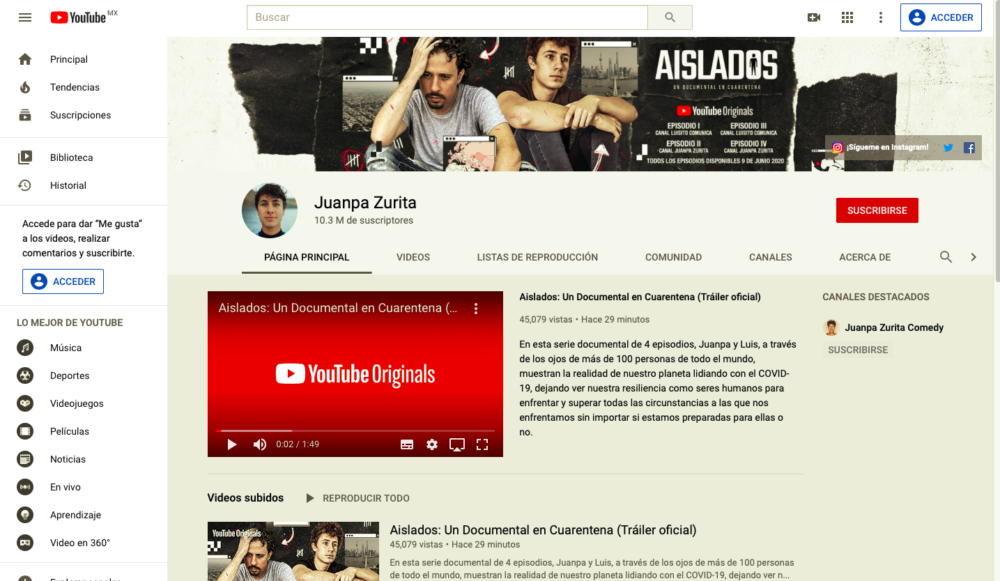 YouTube MX
Buscar
ACCEDER
Principal
Tendencias
Suscripciones
Biblioteca
Historial
Accede para dar “Me gusta”
a los videos, realizar
comentarios y suscribirte.
ACCEDER
LO MEJOR DE YOUTUBE
Música
Deportes
Videojuegos
Películas
Noticias
En vivo
Aprendizaje
Video en 360°
AISLADOS
UN DOCUMENTAL EN CUARENTENA
YouTube Originals
EPISODIO I
CANAL LUISITO COMUNICA
EPISODIO III
CANAL LUISITO COMUNICA
EPISODIO II
CANAL JUANPA ZURITA
EPISODIO IV
CANAL JUANPA ZURITA
TODOS LOS EPISODIOS DISPONIBLES 9 DE JUNIO 2020
¡Sígueme en Instagram!
Juanpa Zurita
10.3 M de suscriptores
SUSCRIBIRSE
PÁGINA PRINCIPAL
VIDEOS
LISTAS DE REPRODUCCIÓN
COMUNIDAD
CANALES
ACERCA DE
Aislados: Un Documental en Cuarentena (...
YouTube Originals
0:02 / 1:49
Aislados: Un Documental en Cuarentena (Tráiler oficial)
45,079 vistas • Hace 29 minutos
En esta serie documental de 4 episodios, Juanpa y Luis, a través
de los ojos de más de 100 personas de todo el mundo,
muestran la realidad de nuestro planeta lidiando con el COVID-
19, dejando ver nuestra resiliencia como seres humanos para
enfrentar y superar todas las circunstancias a las que nos
enfrentamos sin importar si estamos preparadas para ellas o
no.
CANALES DESTACADOS
Juanpa Zurita Comedy
SUSCRIBIRSE
Videos subidos
REPRODUCIR TODO
YouTube Originals
Aislados: Un Documental en Cuarentena (Tráiler oficial)
45,079 vistas • Hace 29 minutos
En esta serie documental de 4 episodios, Juanpa y Luis, a través de los ojos de más de 100 personas
de todo el mundo, muestran la realidad de nuestro planeta lidiando con el COVID-19, dejando ver n...